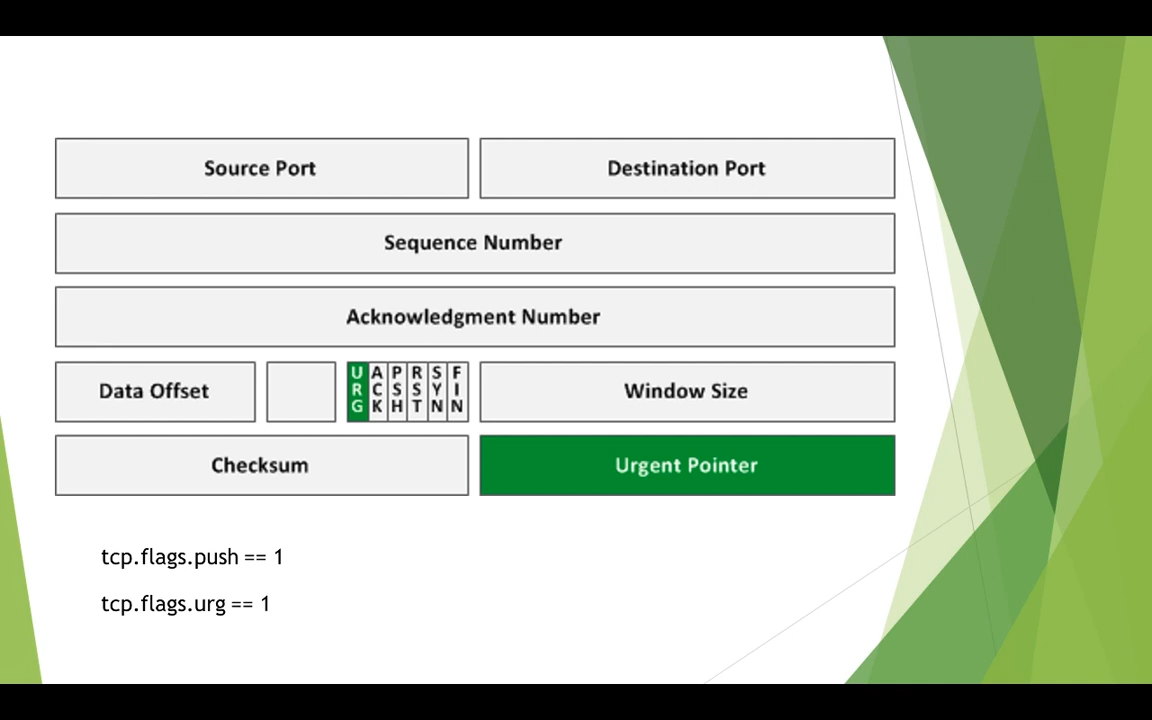 Source Port
Destination Port
Sequence Number
Acknowledgment Number
Data Offset
URG
ACK
PSH
RST
SYN
FIN
Window Size
Checksum
Urgent Pointer
tcp.flags.push == 1
tcp.flags.urg == 1